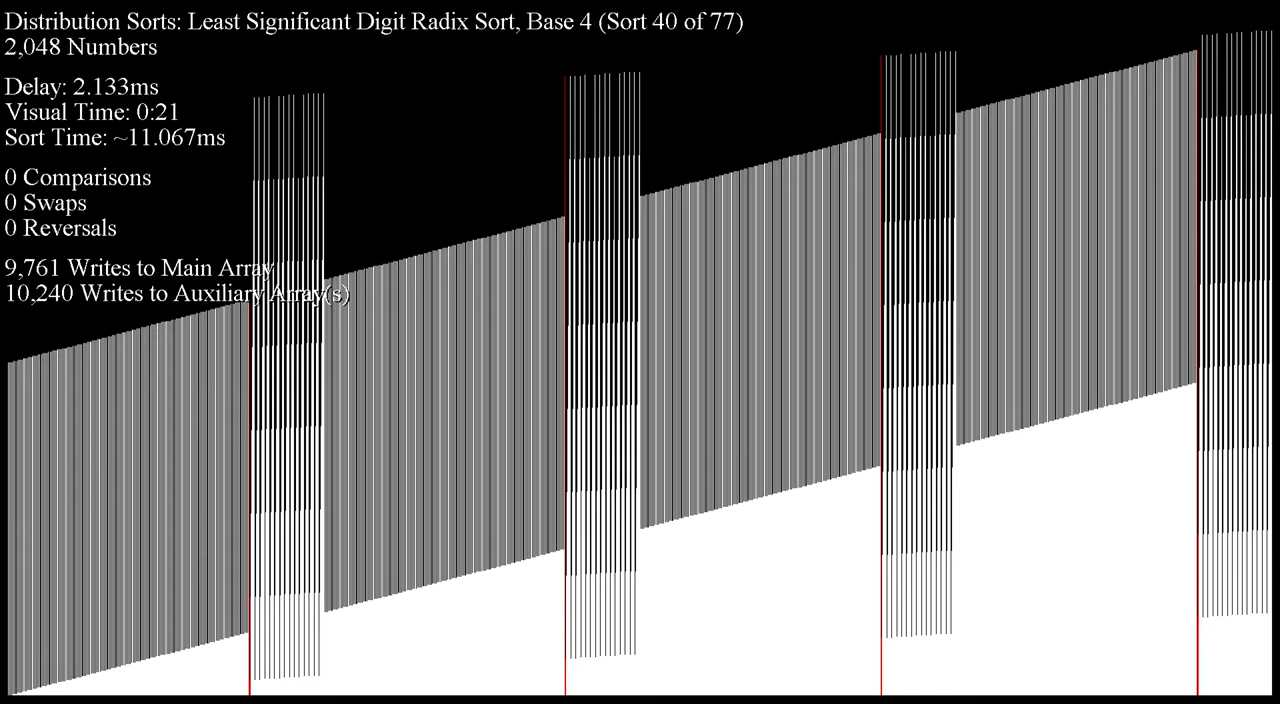 Distribution Sorts: Least Significant Digit Radix Sort, Base 4 (Sort 40 of 77)
2,048 Numbers
Delay: 2.133ms
Visual Time: 0:21
Sort Time: ~11.067ms
0 Comparisons
0 Swaps
0 Reversals
9,761 Writes to Main Array
10,240 Writes to Auxiliary Array(s)